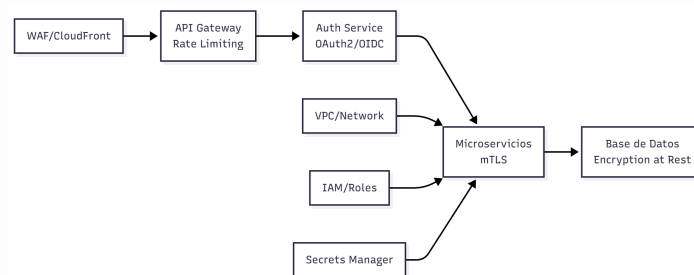 WAF/CloudFront
API Gateway
Rate Limiting
Auth Service
OAuth2/OIDC
VPC/Network
IAM/Roles
Secrets Manager
Microservicios
mTLS
Base de Datos
Encryption at Rest